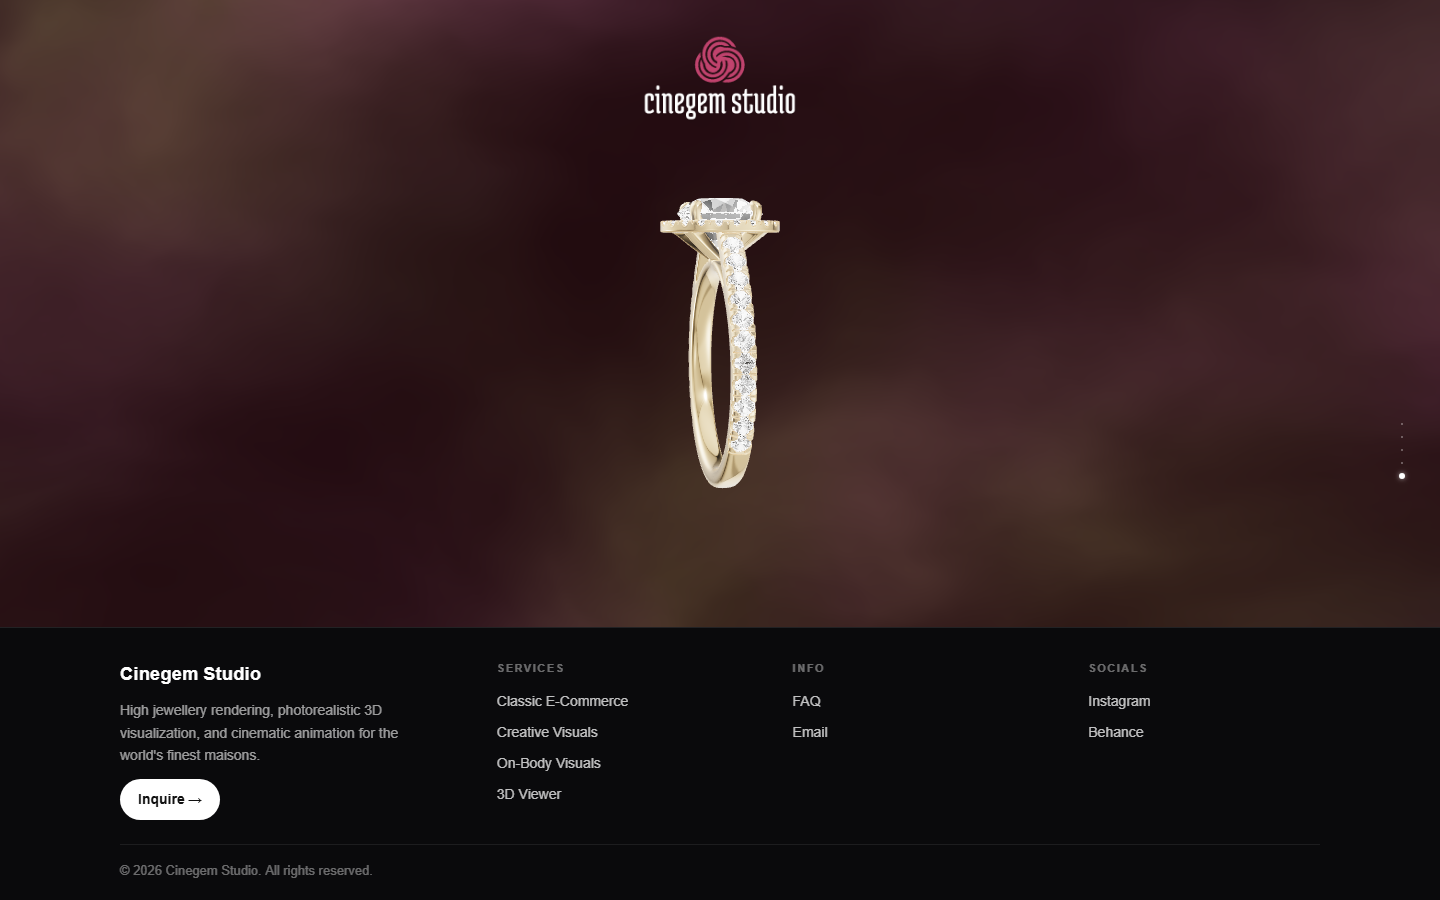 cinegem studio
Cinegem Studio
High jewellery rendering, photorealistic 3D
visualization, and cinematic animation for the
world's finest maisons.
Inquire →
SERVICES
Classic E-Commerce
Creative Visuals
On-Body Visuals
3D Viewer
INFO
FAQ
Email
SOCIALS
Instagram
Behance
© 2026 Cinegem Studio. All rights reserved.